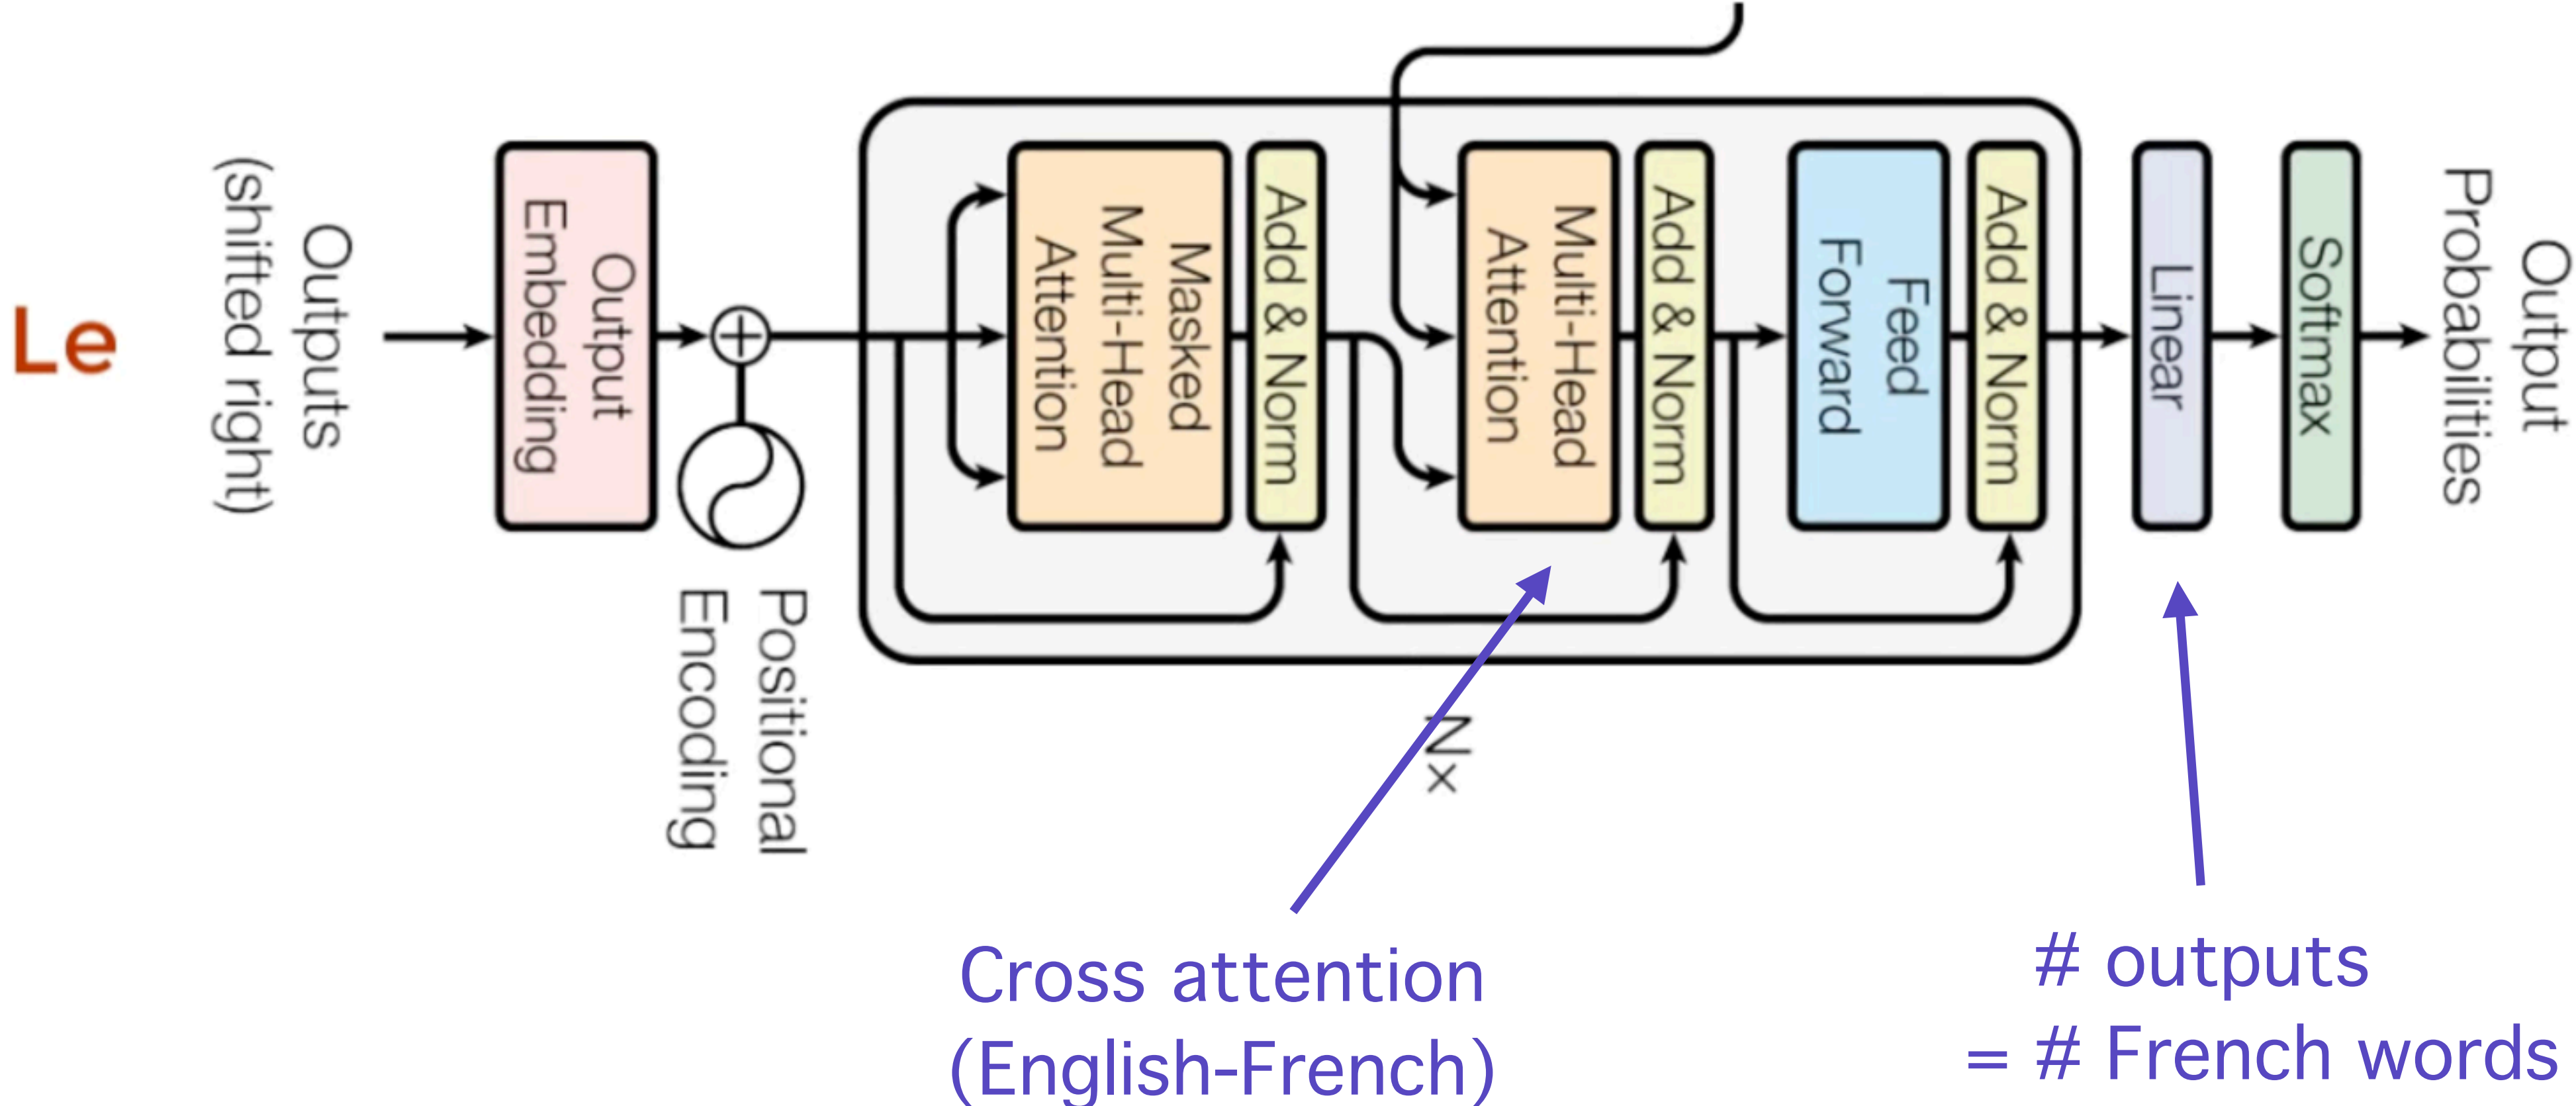 Le
Outputs
(shifted right)
Output
Embedding
Positional
Encoding
Masked
Multi-Head
Attention
Add & Norm
Multi-Head
Attention
Add & Norm
Feed
Forward
Add & Norm
Nx
Linear
Softmax
Output
Probabilities
Cross attention
(English-French)
# outputs
= # French words